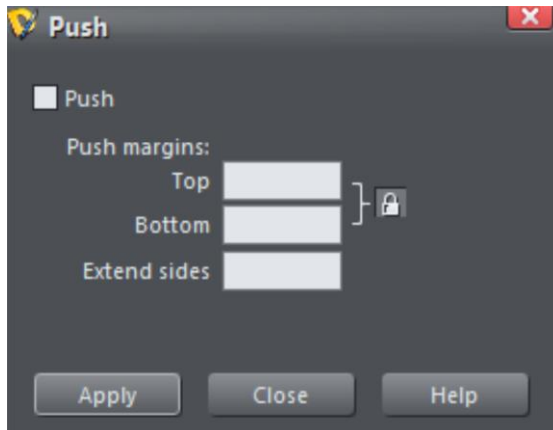 Push
Push
Push margins:
Top
Bottom
Extend sides
Apply Close Help